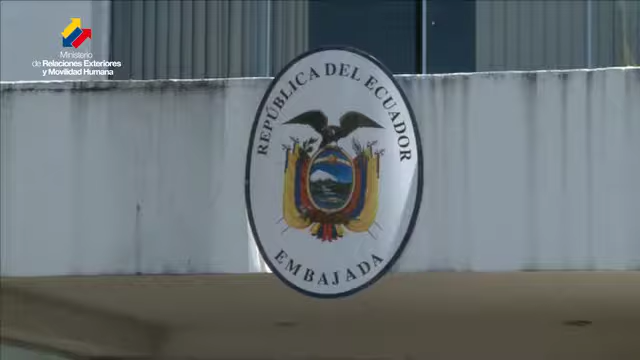 Ministerio
de Relaciones Exteriores
y Movilidad Humana
REPÚBLICA DEL ECUADOR
EMBAJADA